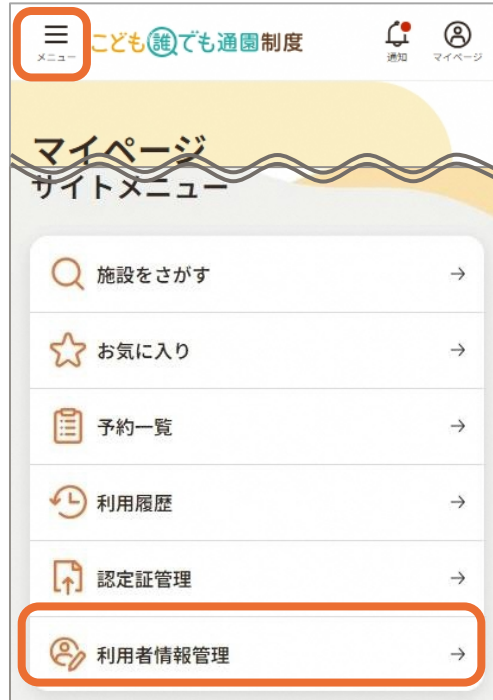 メニュー
こども誰でも通園制度
通知
マイページ
マイページ
サイトメニュー
施設をさがす
お気に入り
予約一覧
利用履歴
認定証管理
利用者情報管理